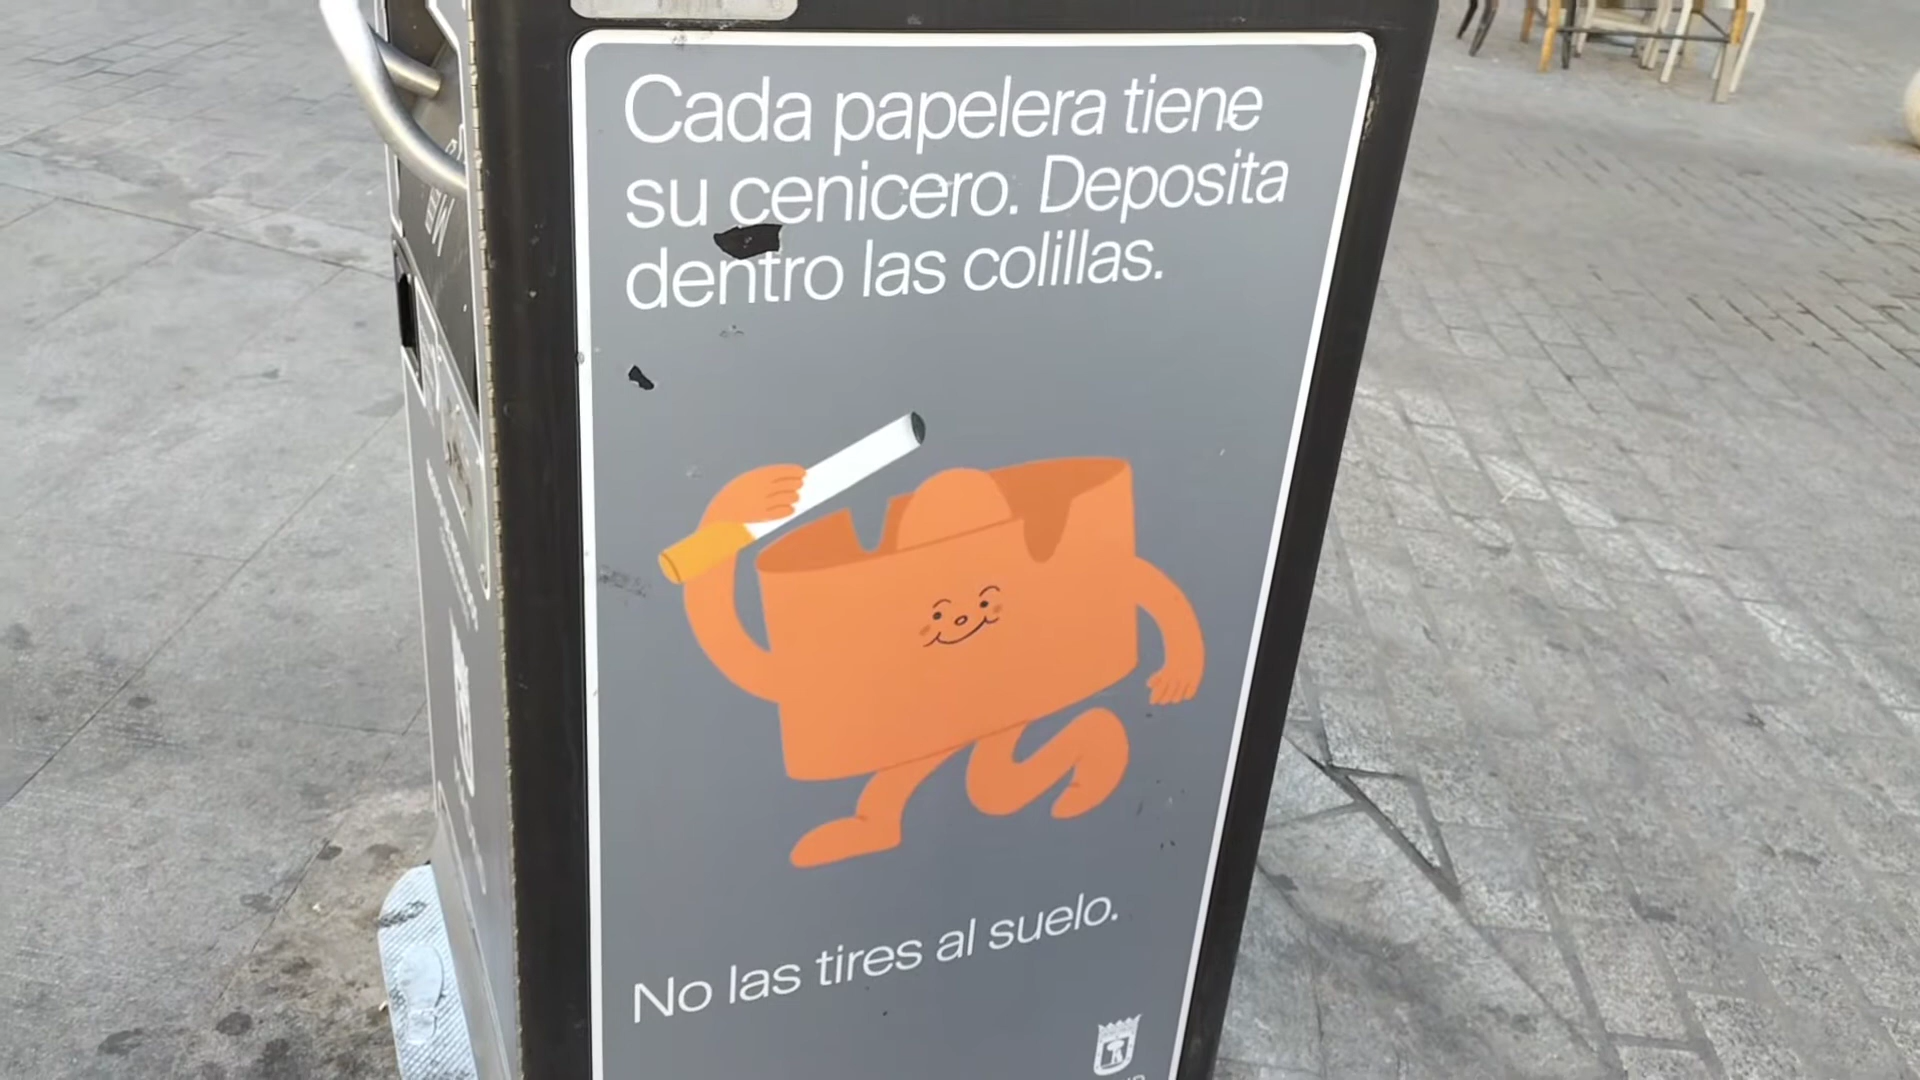 Cada papelera tiene
su cenicero. Deposita
dentro las colillas.
No las tires al suelo.